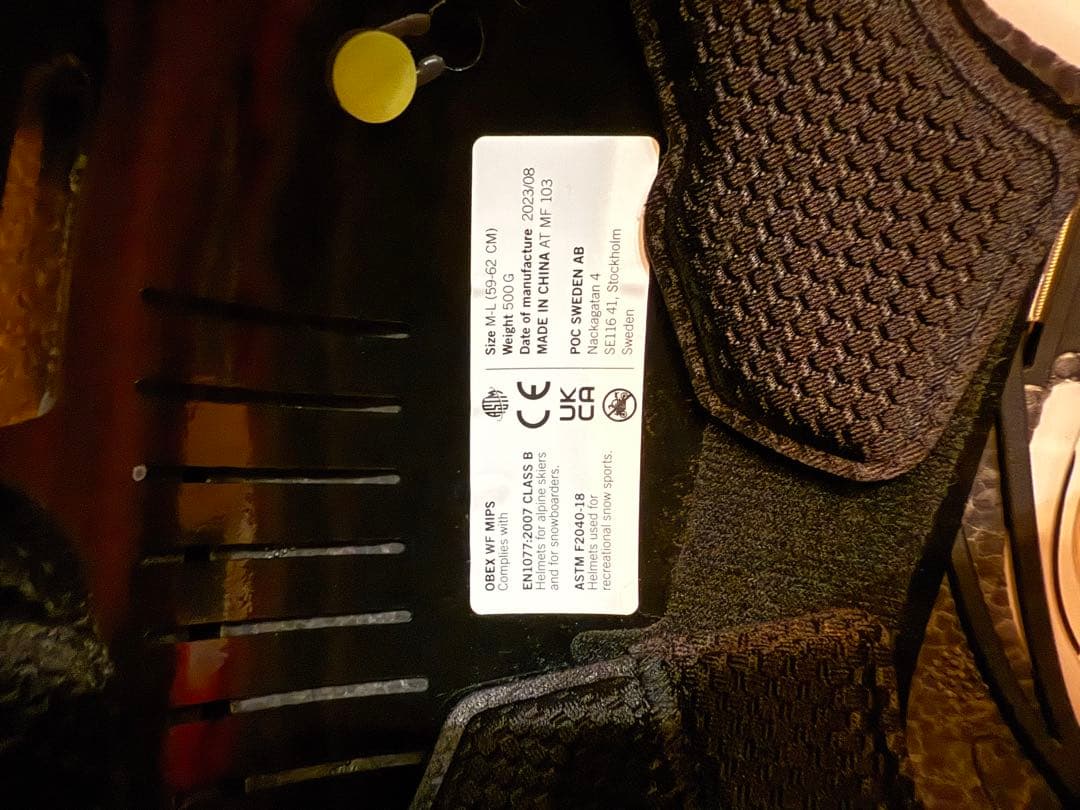 OBEX WF MIPS
Complies with
EN1077:2007 CLASS B
Helmets for alpine skiers
and for snowboarders.
ASTM F2040-18
Helmets used for
recreational snow sports.
ASTM
CE
UK
CA
Size M-L (59-62 CM)
Weight 500 G
Date of manufacture 2023/08
MADE IN CHINA AT MF 103
POC SWEDEN AB
Nackagatan 4
SE116 41, Stockholm
Sweden